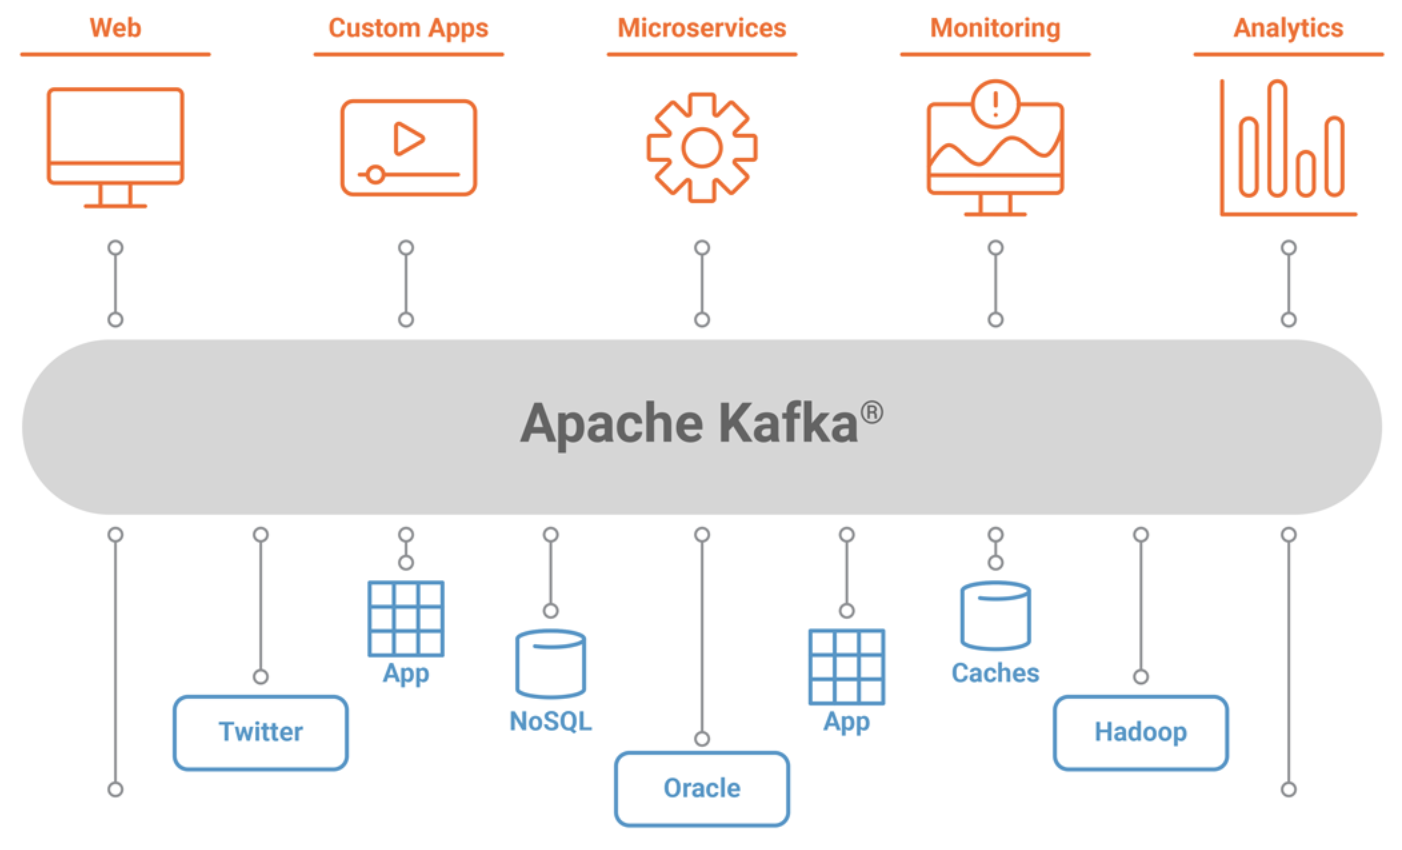 Web
Custom Apps
Microservices
Monitoring
Analytics
Apache Kafka®
App
Caches
NoSQL
App
Twitter
Hadoop
Oracle